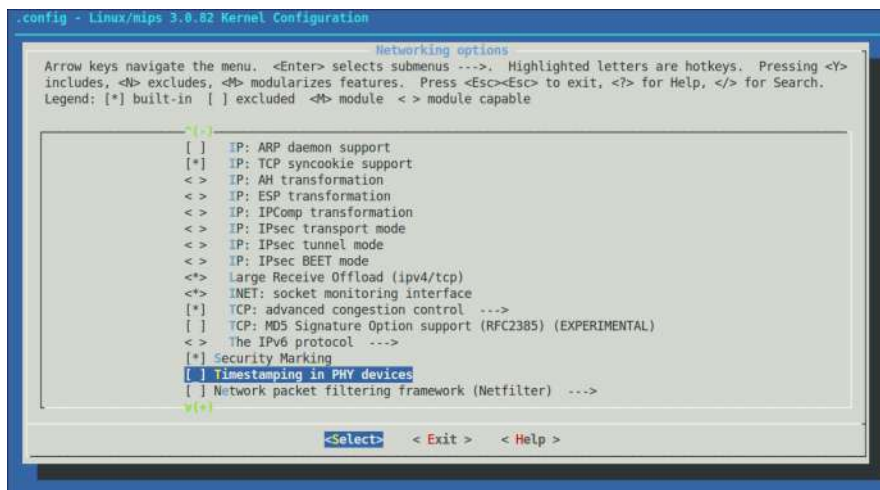 .config - Linux/mips 3.0.82 Kernel Configuration
Networking options
Arrow keys navigate the menu.  <Enter> selects submenus --->.  Highlighted letters are hotkeys.  Pressing <Y>
includes, <N> excludes, <M> modularizes features.  Press <Esc><Esc> to exit, <?> for Help, </> for Search.
Legend: [*] built-in  [ ] excluded  <M> module  < > module capable
^(-)
[ ]   IP: ARP daemon support
[*]   IP: TCP syncookie support
< >   IP: AH transformation
< >   IP: ESP transformation
< >   IP: IPComp transformation
< >   IP: IPsec transport mode
< >   IP: IPsec tunnel mode
< >   IP: IPsec BEET mode
<*>   Large Receive Offload (ipv4/tcp)
<*>   INET: socket monitoring interface
[*]   TCP: advanced congestion control  --->
[ ]   TCP: MD5 Signature Option support (RFC2385) (EXPERIMENTAL)
< >   The IPv6 protocol  --->
[*] Security Marking
[ ] Timestamping in PHY devices
[ ] Network packet filtering framework (Netfilter)  --->
v(+)
<Select>    < Exit >    < Help >